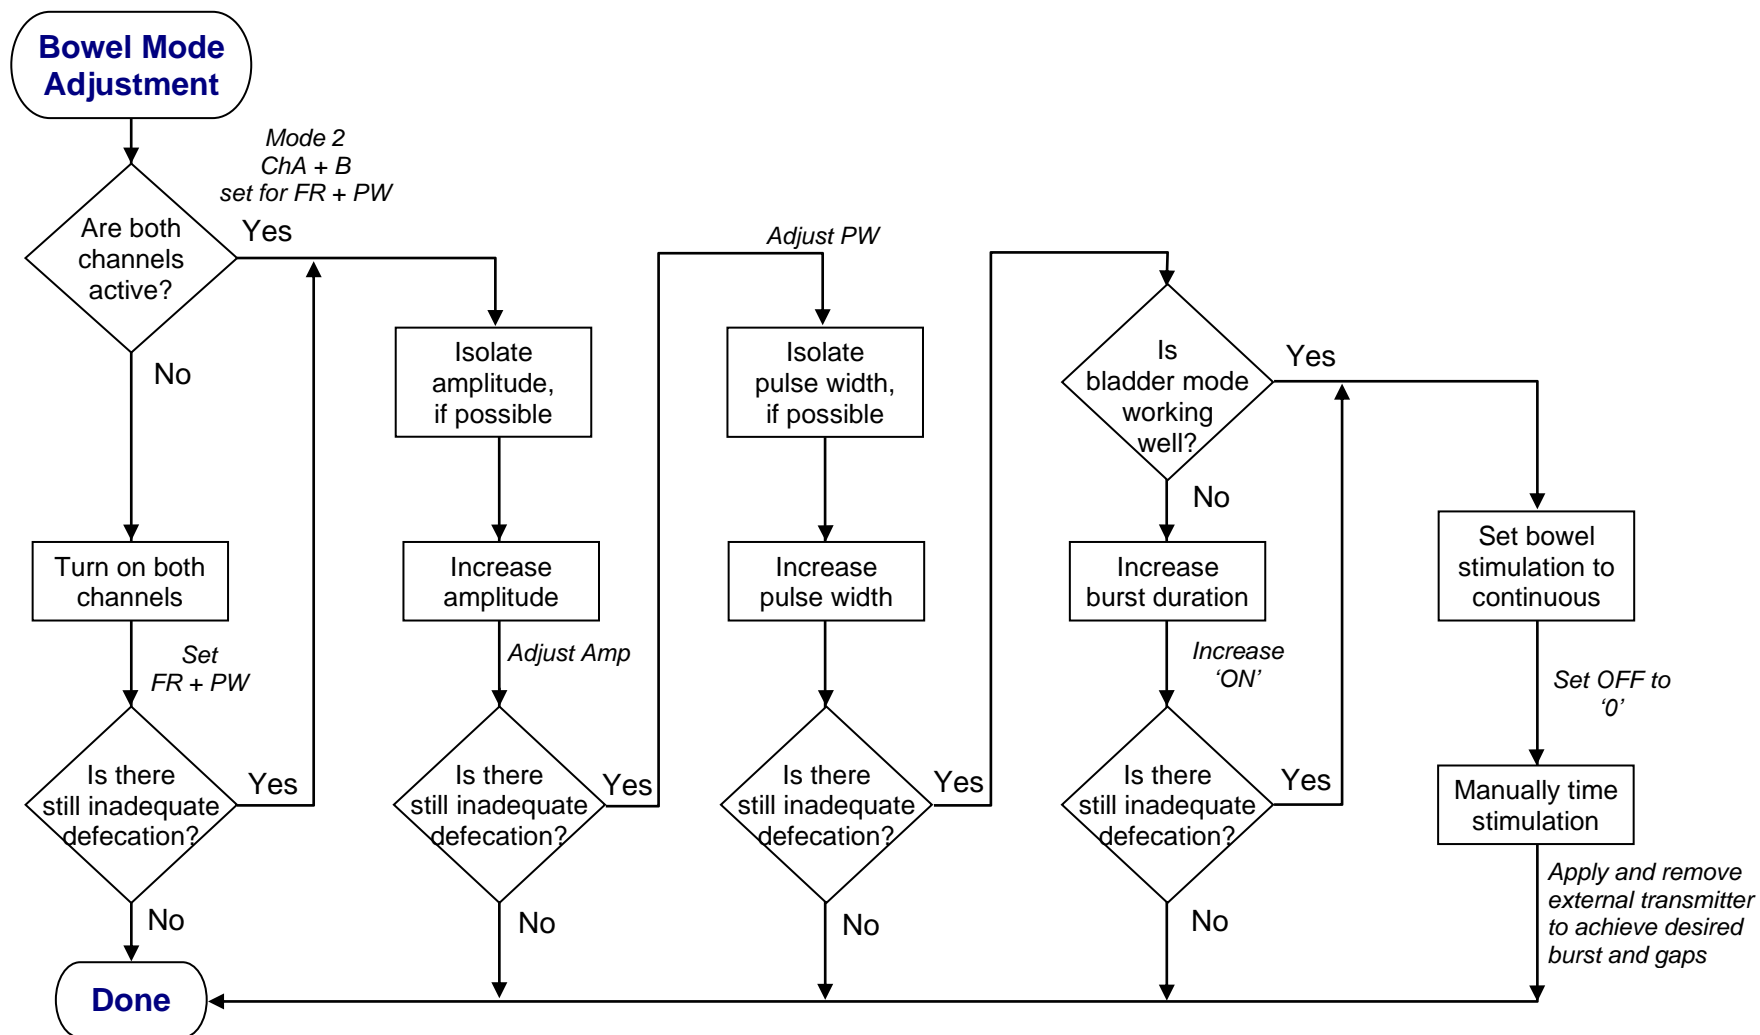 Bowel Mode
Adjustment
Mode 2
ChA + B
set for FR + PW
Are both
channels
active?
Yes
No
Turn on both
channels
Set
FR + PW
Is there
still inadequate
defecation?
Yes
No
Done
Isolate
amplitude,
if possible
Increase
amplitude
Adjust Amp
Is there
still inadequate
defecation?
Yes
No
Adjust PW
Isolate
pulse width,
if possible
Increase
pulse width
Is there
still inadequate
defecation?
Yes
No
Is
bladder mode
working
well?
Yes
No
Increase
burst duration
Increase
‘ON’
Is there
still inadequate
defecation?
Yes
No
Set bowel
stimulation to
continuous
Set OFF to
‘0’
Manually time
stimulation
Apply and remove
external transmitter
to achieve desired
burst and gaps